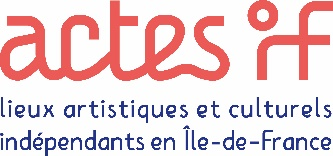 actes if
lieux artistiques et culturels
indépendants en Île-de-France